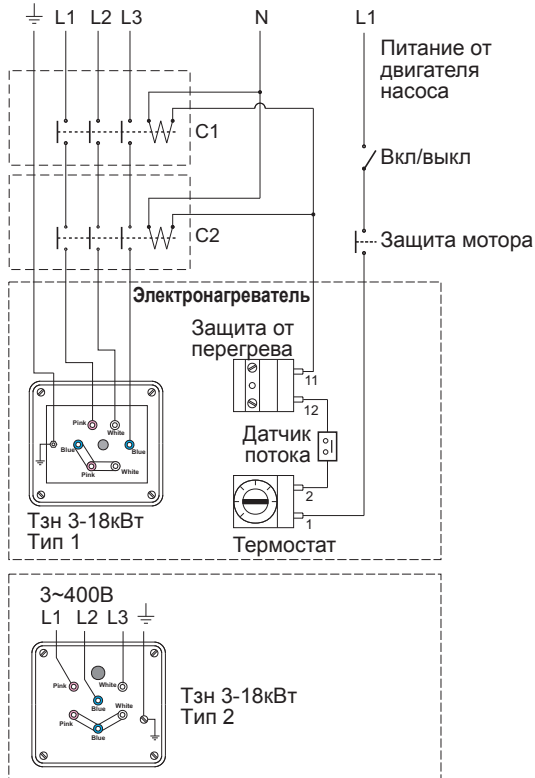 L1 L2 L3 N L1
Питание от
двигателя
насоса
C1
Вкл/выкл
C2
Защита мотора
Электронагреватель
Защита от
перегрева
11
12
Pink
White
Blue
Blue
Pink
White
Датчик
потока
2
1
Тзн 3-18кВт
Тип 1
Термостат
3~400В
L1 L2 L3
Pink
White
Blue
White
Pink
Blue
Тзн 3-18кВт
Тип 2